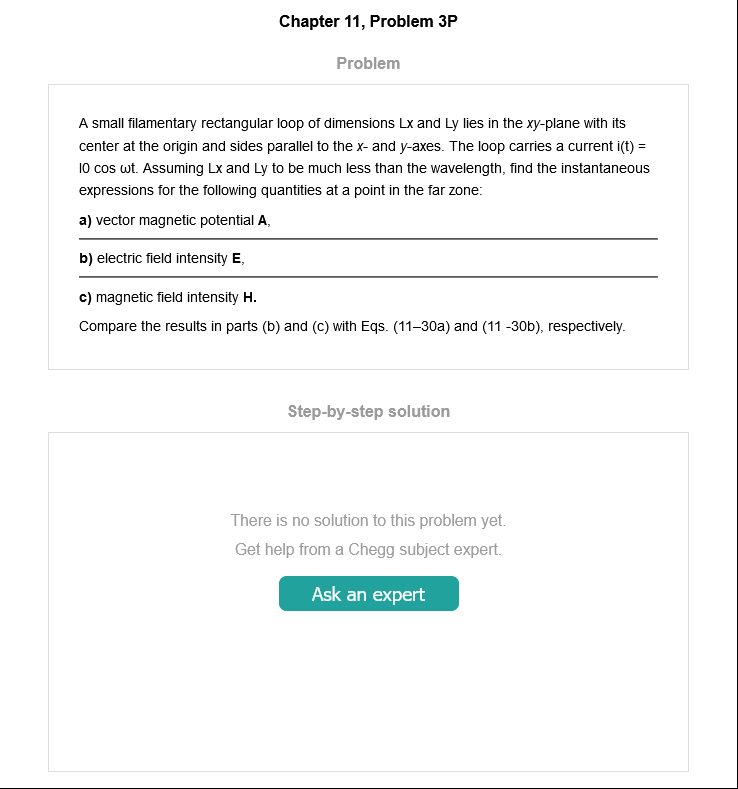 Chapter 11, Problem 3P
Problem
A small filamentary rectangular loop of dimensions Lx and Ly lies in the xy-plane with its
center at the origin and sides parallel to the x- and y-axes. The loop carries a current i(t) =
I0 cos ωt. Assuming Lx and Ly to be much less than the wavelength, find the instantaneous
expressions for the following quantities at a point in the far zone:
a) vector magnetic potential A,
b) electric field intensity E,
c) magnetic field intensity H.
Compare the results in parts (b) and (c) with Eqs. (11–30a) and (11 -30b), respectively.
Step-by-step solution
There is no solution to this problem yet.
Get help from a Chegg subject expert.
Ask an expert